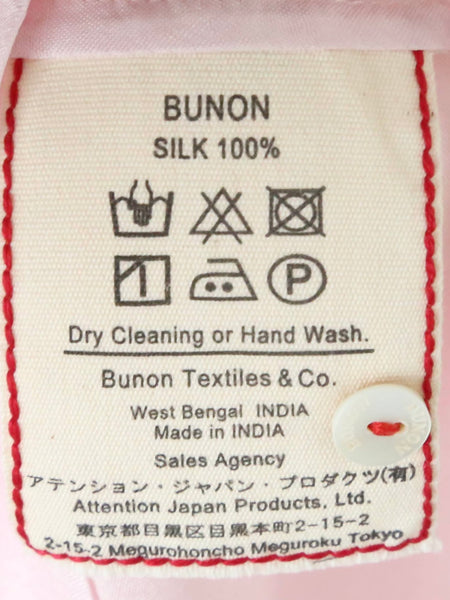 BUNON
SILK 100%
P
Dry Cleaning or Hand Wash.
Bunon Textiles & Co.
West Bengal INDIA
Made in INDIA
Sales Agency
アテンション・ジャパン・プロダクツ(有)
Attention Japan Products, Ltd.
東京都目黒区目黒本町2-15-2
2-15-2 Megurohoncho Meguroku Tokyo